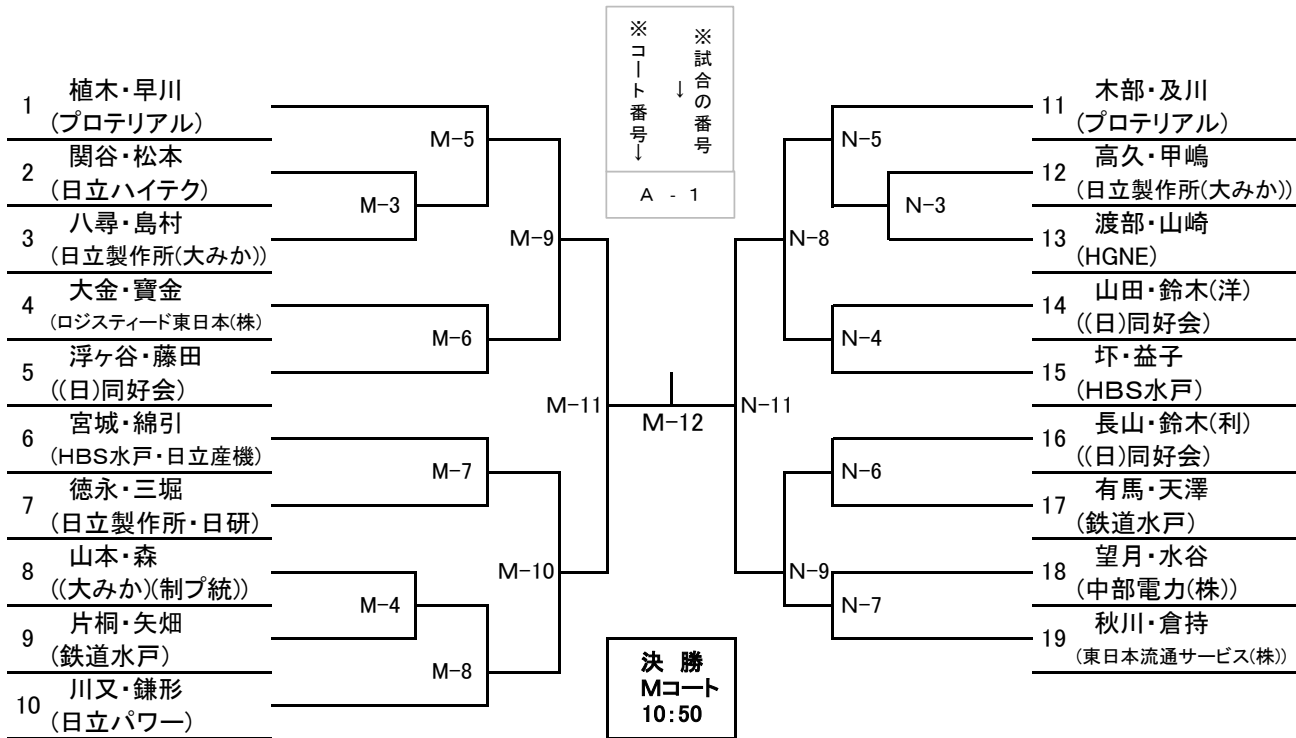 ※試合の番号
↓
※コート番号→
A - 1
1 植木・早川
(プロテリアル)
2 関谷・松本
(日立ハイテク)
3 八尋・島村
(日立製作所(大みか))
4 大金・寶金
(ロジスティード東日本(株)
5 浮ヶ谷・藤田
((日)同好会)
6 宮城・綿引
(HBS水戸・日立産機)
7 徳永・三堀
(日立製作所・日研)
8 山本・森
((大みか)(制プ統))
9 片桐・矢畑
(鉄道水戸)
10 川又・鎌形
(日立パワー)
M-5
M-3
M-9
M-6
M-11
M-7
M-10
M-4
M-8
M-12
N-11
N-5
N-3
N-8
N-4
N-6
N-9
N-7
11 木部・及川
(プロテリアル)
12 高久・甲嶋
(日立製作所(大みか))
13 渡部・山崎
(HGNE)
14 山田・鈴木(洋)
((日)同好会)
15 圷・益子
(HBS水戸)
16 長山・鈴木(利)
((日)同好会)
17 有馬・天澤
(鉄道水戸)
18 望月・水谷
(中部電力(株))
19 秋川・倉持
(東日本流通サービス(株))
決 勝
Mコート
10:50